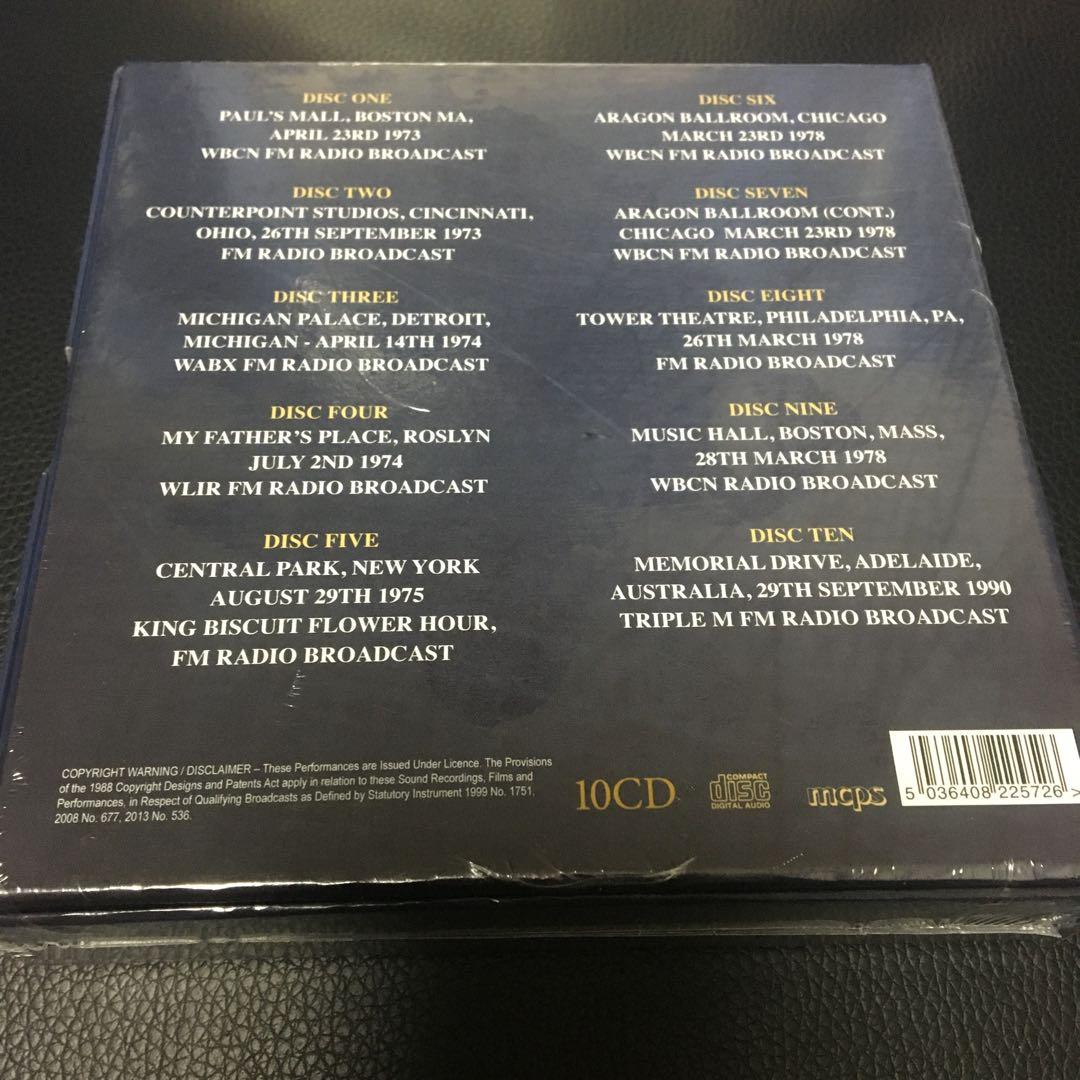 DISC ONE
PAUL'S MALL, BOSTON MA,
APRIL 23RD 1973
WBCN FM RADIO BROADCAST
DISC TWO
COUNTERPOINT STUDIOS, CINCINNATI,
OHIO, 26TH SEPTEMBER 1973
FM RADIO BROADCAST
DISC THREE
MICHIGAN PALACE, DETROIT,
MICHIGAN - APRIL 14TH 1974
WABX FM RADIO BROADCAST
DISC FOUR
MY FATHER'S PLACE, ROSLYN
JULY 2ND 1974
WLIR FM RADIO BROADCAST
DISC FIVE
CENTRAL PARK, NEW YORK
AUGUST 29TH 1975
KING BISCUIT FLOWER HOUR,
FM RADIO BROADCAST
DISC SIX
ARAGON BALLROOM, CHICAGO
MARCH 23RD 1978
WBCN FM RADIO BROADCAST
DISC SEVEN
ARAGON BALLROOM (CONT.)
CHICAGO MARCH 23RD 1978
WBCN FM RADIO BROADCAST
DISC EIGHT
TOWER THEATRE, PHILADELPHIA, PA,
26TH MARCH 1978
FM RADIO BROADCAST
DISC NINE
MUSIC HALL, BOSTON, MASS,
28TH MARCH 1978
WBCN RADIO BROADCAST
DISC TEN
MEMORIAL DRIVE, ADELAIDE,
AUSTRALIA, 29TH SEPTEMBER 1990
TRIPLE M FM RADIO BROADCAST
COPYRIGHT WARNING / DISCLAIMER – These Performances are Issued Under Licence. The Provisions
of the 1988 Copyright Designs and Patents Act apply in relation to these Sound Recordings, Films and
Performances, in Respect of Qualifying Broadcasts as Defined by Statutory Instrument 1999 No. 1751,
2008 No. 677, 2013 No. 536.
10CD
COMPACT
disc
DIGITAL AUDIO
mcps
5 036408 225726 >